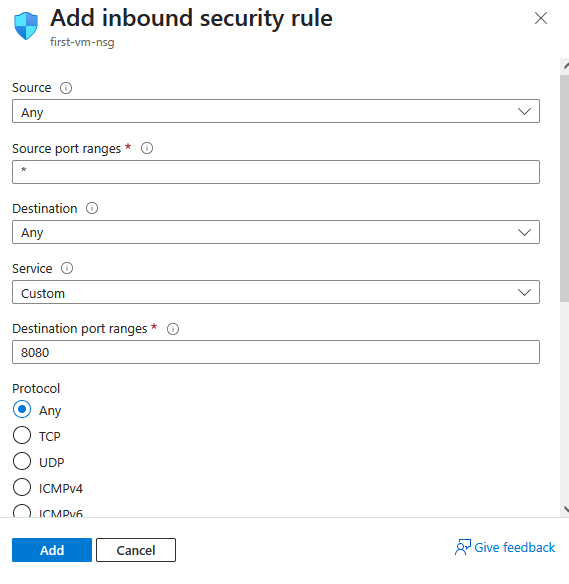 Add inbound security rule
first-vm-nsg
Source
Any
Source port ranges *
*
Destination
Any
Service
Custom
Destination port ranges *
8080
Protocol
Any
TCP
UDP
ICMPv4
ICMPv6
Add Cancel Give feedback